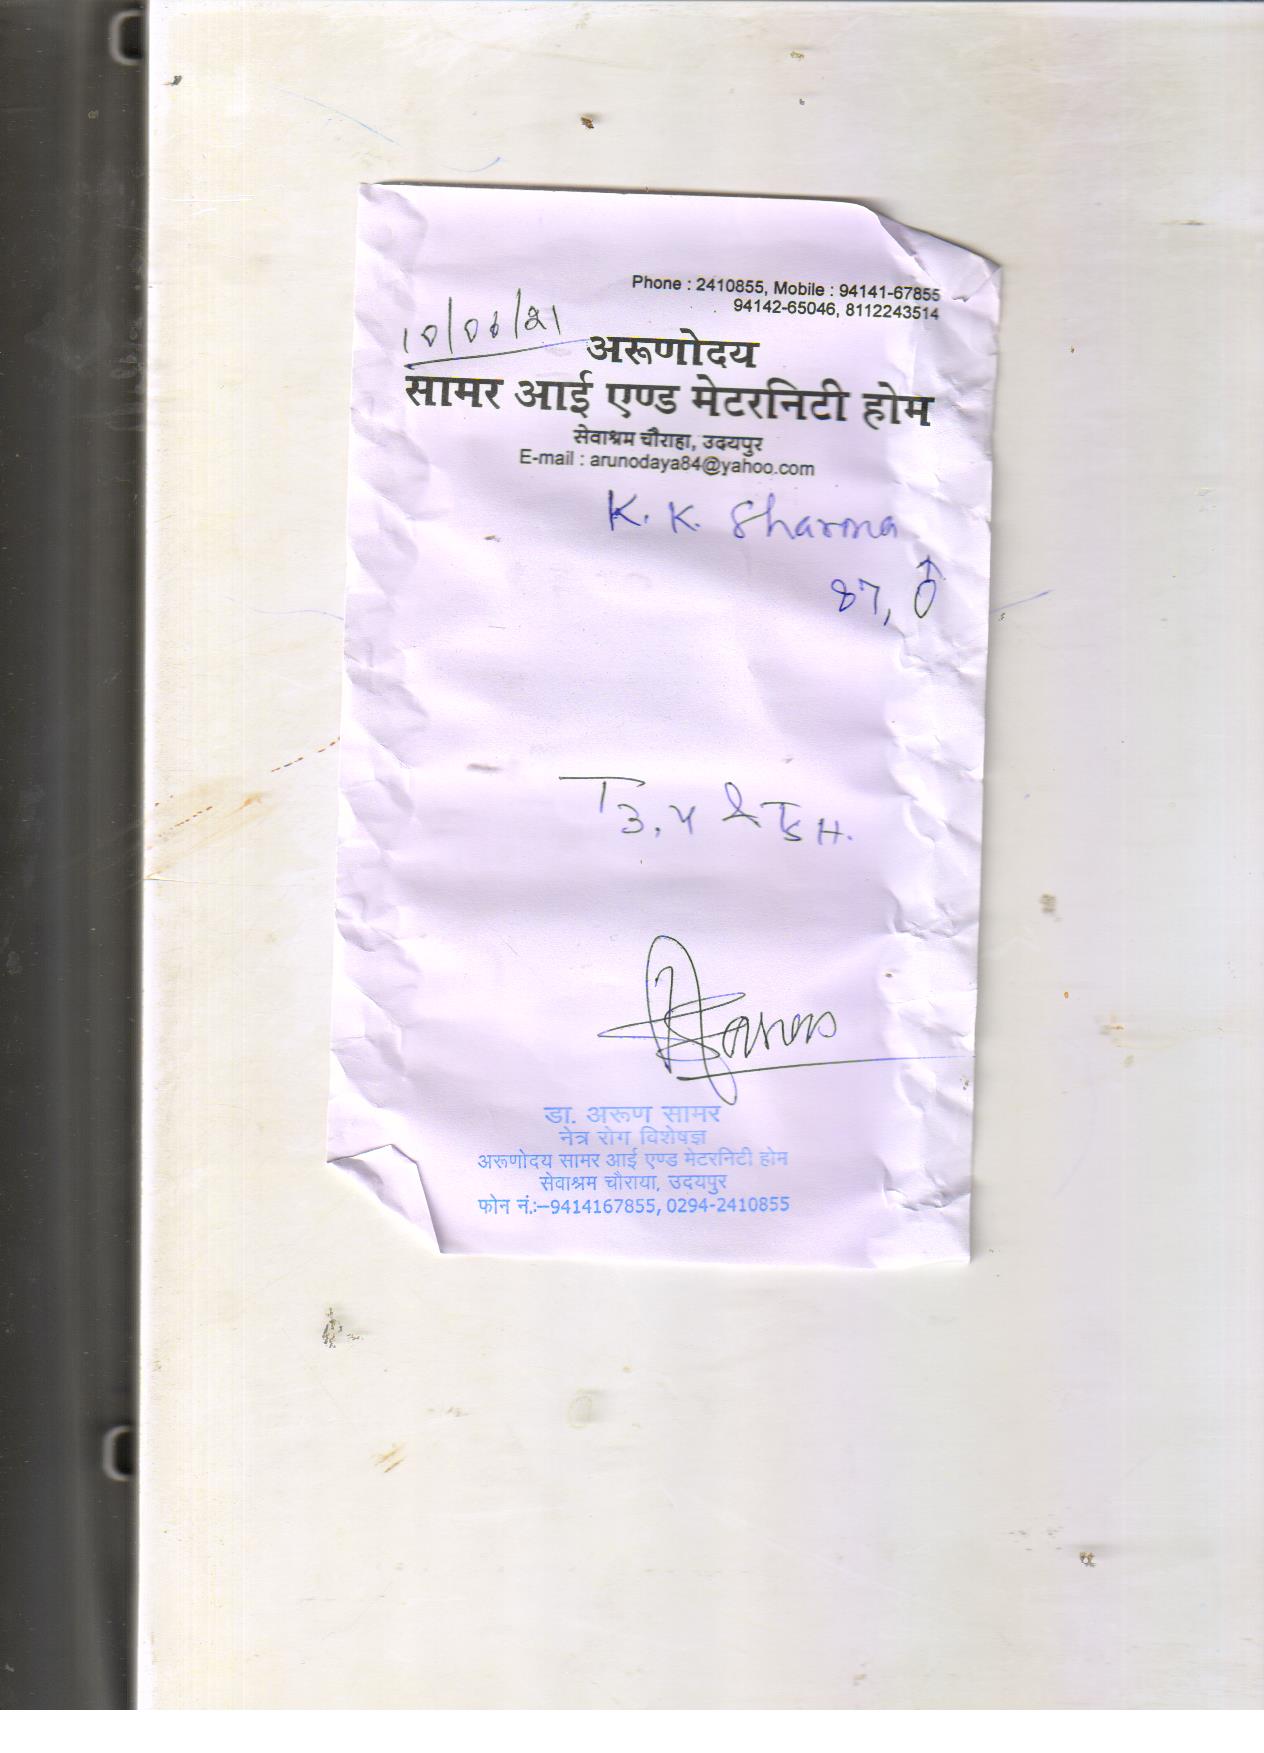 Phone : 2410855, Mobile : 94141-67855
94142-65046, 8112243514
10/06/21
अरूणोदय
सामर आई एण्ड मेटरनिटी होम
सेवाश्रम चौराहा, उदयपुर
E-mail : arunodaya84@yahoo.com
K. K. Sharma
87, ♂
T3, 4 & TSH.
डा. अरूण सामर
नेत्र रोग विशेषज्ञ
अरूणोदय सामर आई एण्ड मेटरनिटी होम
सेवाश्रम चौराया, उदयपुर
फोन नं.:–9414167855, 0294-2410855